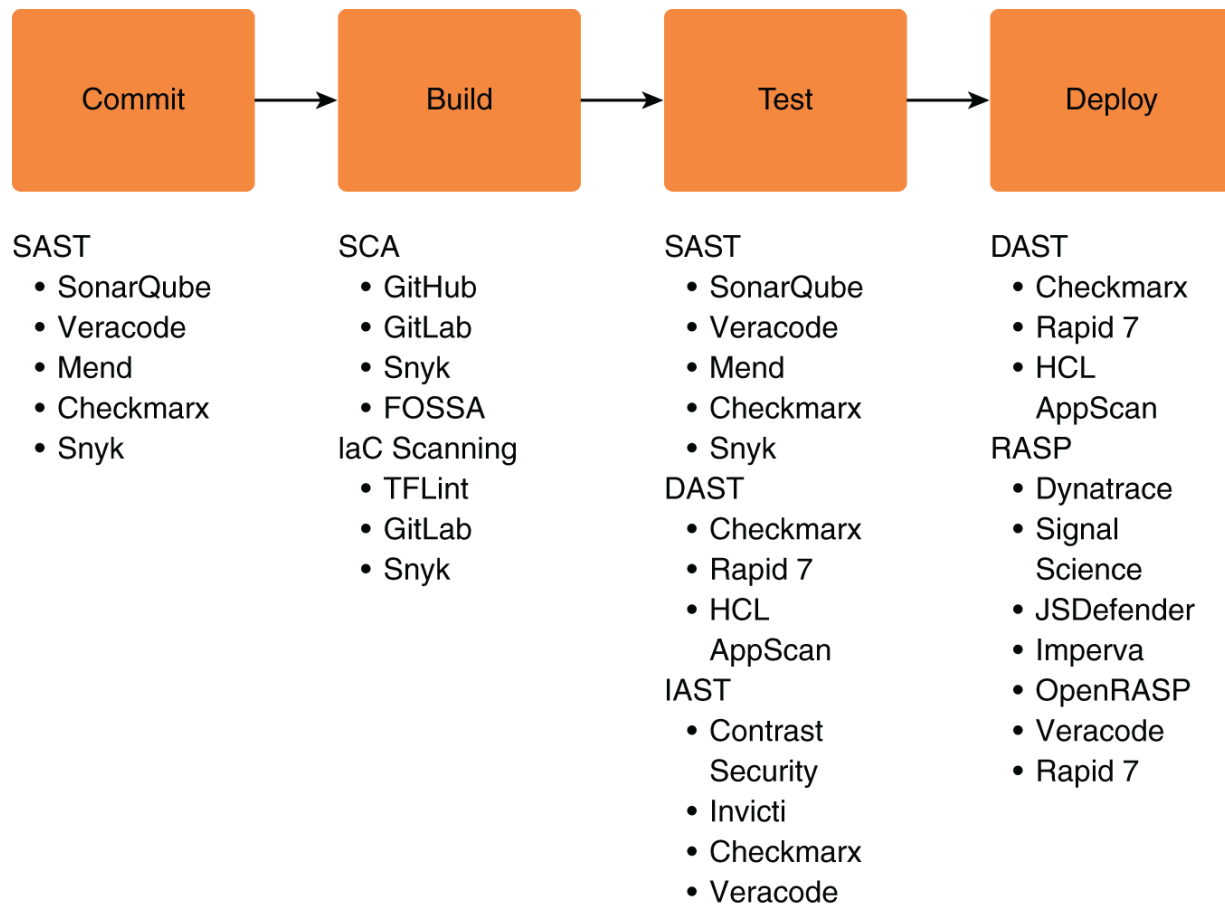 Commit
Build
Test
Deploy
SAST
• SonarQube
• Veracode
• Mend
• Checkmarx
• Snyk
SCA
• GitHub
• GitLab
• Snyk
• FOSSA
IaC Scanning
• TFLint
• GitLab
• Snyk
SAST
• SonarQube
• Veracode
• Mend
• Checkmarx
• Snyk
DAST
• Checkmarx
• Rapid 7
• HCL
AppScan
IAST
• Contrast
Security
• Invicti
• Checkmarx
• Veracode
DAST
• Checkmarx
• Rapid 7
• HCL
AppScan
RASP
• Dynatrace
• Signal
Science
• JSDefender
• Imperva
• OpenRASP
• Veracode
• Rapid 7